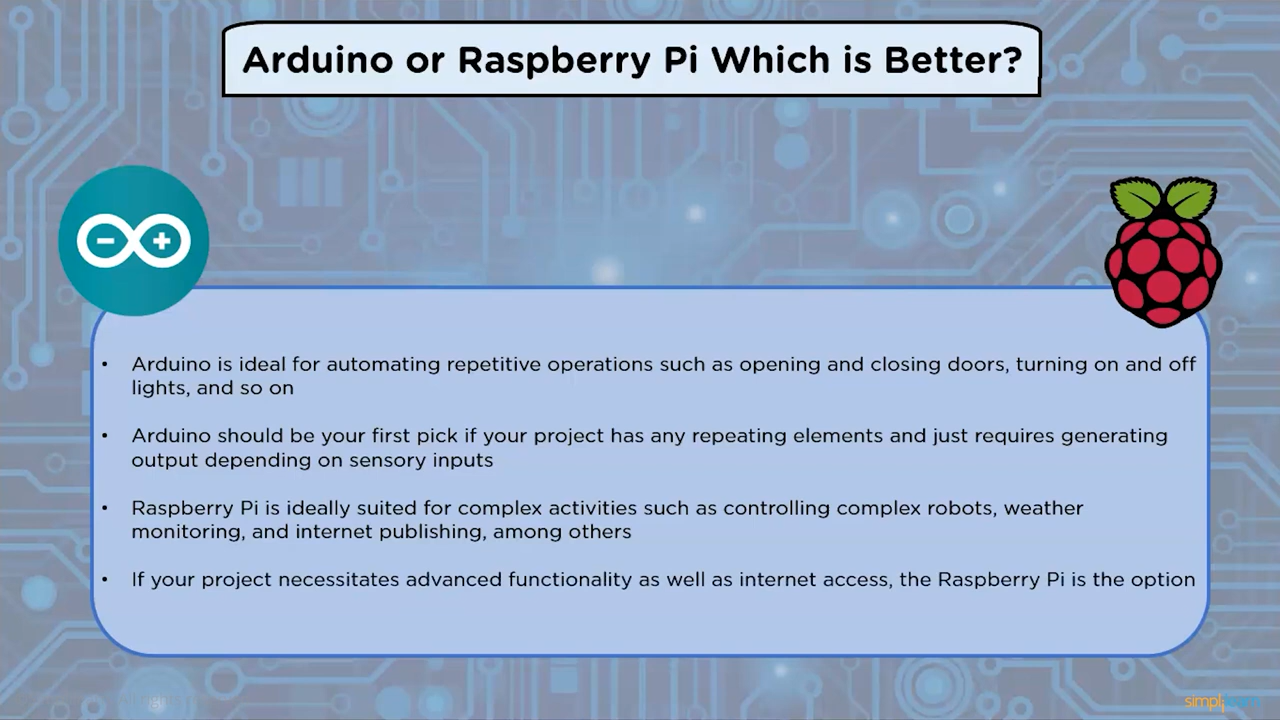 Arduino or Raspberry Pi Which is Better?
• Arduino is ideal for automating repetitive operations such as opening and closing doors, turning on and off
lights, and so on
• Arduino should be your first pick if your project has any repeating elements and just requires generating
output depending on sensory inputs
• Raspberry Pi is ideally suited for complex activities such as controlling complex robots, weather
monitoring, and internet publishing, among others
• If your project necessitates advanced functionality as well as internet access, the Raspberry Pi is the option